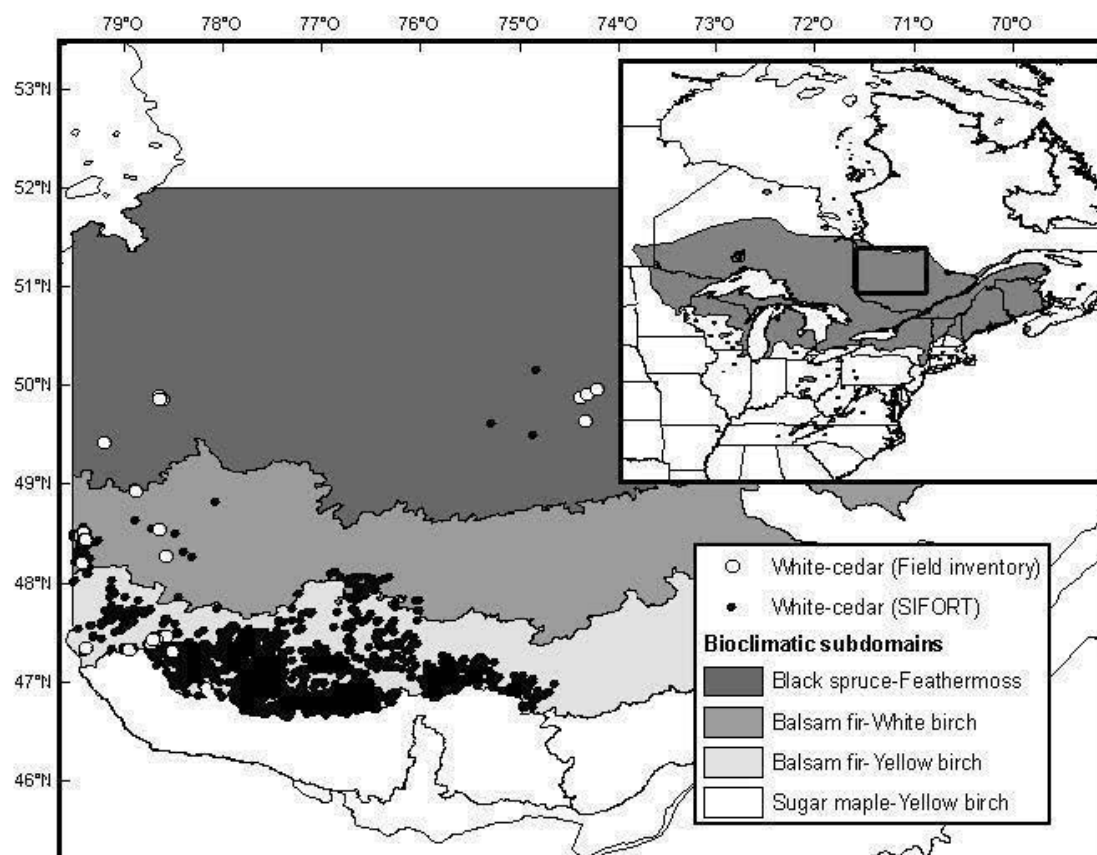 79°O 78°O 77°O 76°O 75°O 74°O 73°O 72°O 71°O 70°O
53°N
52°N
51°N
50°N
49°N
48°N
47°N
46°N
White-cedar (Field inventory)
White-cedar (SIFORT)
Bioclimatic subdomains
Black spruce-Feathermoss
Balsam fir-White birch
Balsam fir-Yellow birch
Sugar maple-Yellow birch